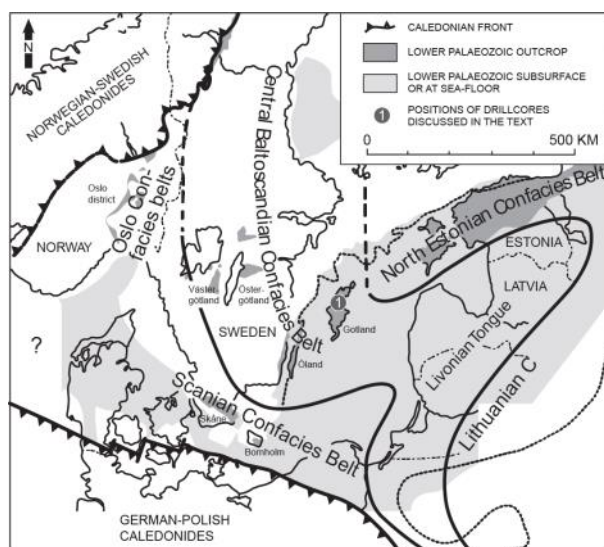 N
NORWEGIAN-SWEDISH
CALEDONIDES
Oslo
district
Oslo Con-
facies belts
NORWAY
Central Baltoscandian Confacies Belt
CALEDONIAN FRONT
LOWER PALAEOZOIC OUTCROP
LOWER PALAEOZOIC SUBSURFACE
OR AT SEA-FLOOR
1 POSITIONS OF DRILLCORES
DISCUSSED IN THE TEXT
0 500 KM
North Estonian Confacies Belt
ESTONIA
LATVIA
Livonian Tongue
Lithuanian C
Väster-
götland
Öster-
götland
SWEDEN
1
Gotland
Öland
?
Scanian Confacies Belt
Skåne
Bornholm
GERMAN-POLISH
CALEDONIDES